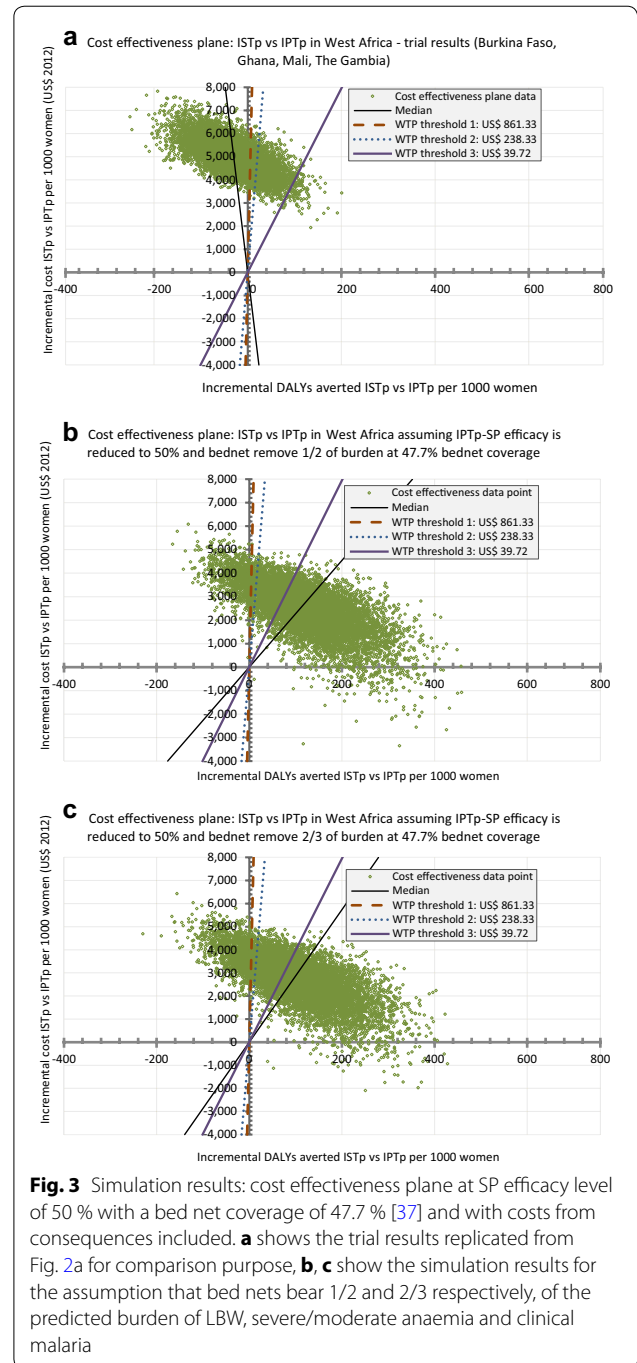 a
Cost effectiveness plane: ISTp vs IPTp in West Africa - trial results (Burkina Faso,
Ghana, Mali, The Gambia)
Incremental cost ISTp vs IPTp per 1000 women (US$ 2012)
8,000
7,000
6,000
5,000
4,000
3,000
2,000
1,000
0
-1,000
-2,000
-3,000
-4,000
-400
-200
0
200
400
600
800
Cost effectiveness plane data
Median
WTP threshold 1: US$ 861.33
WTP threshold 2: US$ 238.33
WTP threshold 3: US$ 39.72
Incremental DALYs averted ISTp vs IPTp per 1000 women
b
Cost effectiveness plane: ISTp vs IPTp in West Africa assuming IPTp-SP efficacy is
reduced to 50% and bednet remove 1/2 of burden at 47.7% bednet coverage
Incremental cost ISTp vs IPTp per 1000 women (US$ 2012)
8,000
7,000
6,000
5,000
4,000
3,000
2,000
1,000
0
-1,000
-2,000
-3,000
-4,000
-400
-200
0
200
400
600
800
Cost effectiveness data point
Median
WTP threshold 1: US$ 861.33
WTP threshold 2: US$ 238.33
WTP threshold 3: US$ 39.72
Incremental DALYs averted ISTp vs IPTp per 1000 women
c
Cost effectiveness plane: ISTp vs IPTp in West Africa assuming IPTp-SP efficacy is
reduced to 50% and bednet remove 2/3 of burden at 47.7% bednet coverage
Incremental cost ISTp vs IPTp per 1000 women (US$ 2012)
8,000
7,000
6,000
5,000
4,000
3,000
2,000
1,000
0
-1,000
-2,000
-3,000
-4,000
-400
-200
0
200
400
600
800
Cost effectiveness data point
Median
WTP threshold 1: US$ 861.33
WTP threshold 2: US$ 238.33
WTP threshold 3: US$ 39.72
Incremental DALYs averted ISTp vs IPTp per 1000 women
Fig. 3 Simulation results: cost effectiveness plane at SP efficacy level
of 50 % with a bed net coverage of 47.7 % [37] and with costs from
consequences included. a shows the trial results replicated from
Fig. 2a for comparison purpose, b, c show the simulation results for
the assumption that bed nets bear 1/2 and 2/3 respectively, of the
predicted burden of LBW, severe/moderate anaemia and clinical
malaria